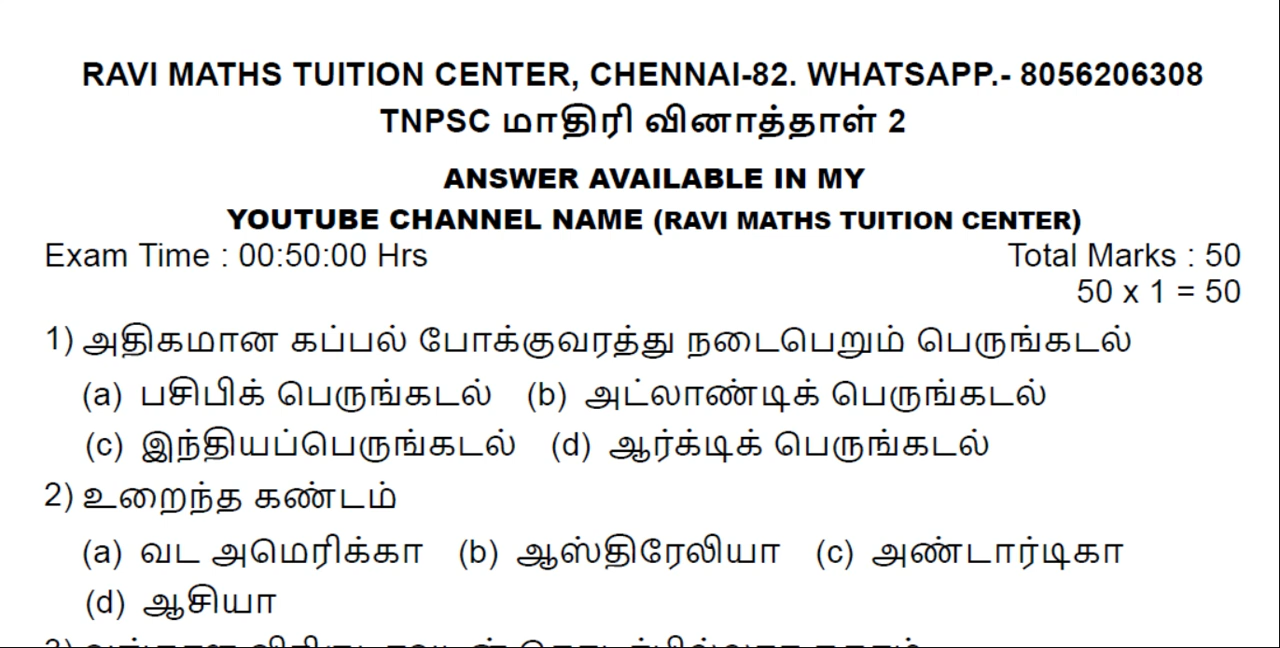 RAVI MATHS TUITION CENTER, CHENNAI-82. WHATSAPP.- 8056206308
TNPSC மாதிரி வினாத்தாள் 2
ANSWER AVAILABLE IN MY
YOUTUBE CHANNEL NAME (RAVI MATHS TUITION CENTER)
Exam Time : 00:50:00 Hrs Total Marks : 50
50 x 1 = 50
1) அதிகமான கப்பல் போக்குவரத்து நடைபெறும் பெருங்கடல்
(a) பசிபிக் பெருங்கடல் (b) அட்லாண்டிக் பெருங்கடல்
(c) இந்தியப்பெருங்கடல் (d) ஆர்க்டிக் பெருங்கடல்
2) உறைந்த கண்டம்
(a) வட அமெரிக்கா (b) ஆஸ்திரேலியா (c) அண்டார்டிகா
(d) ஆசியா